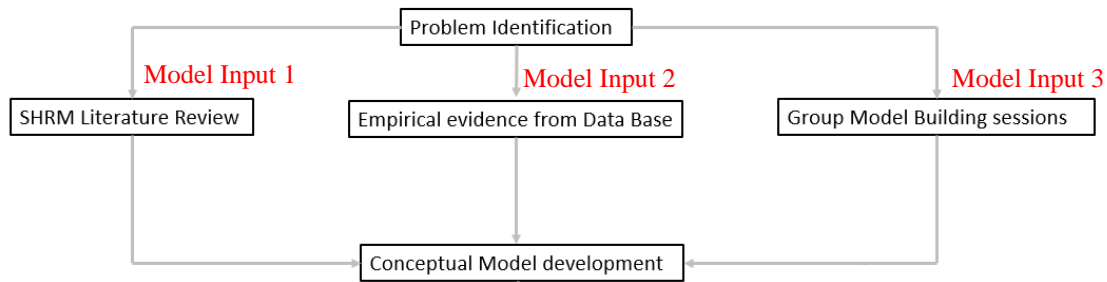 Problem Identification
Model Input 1
Model Input 2
Model Input 3
SHRM Literature Review
Empirical evidence from Data Base
Group Model Building sessions
Conceptual Model development